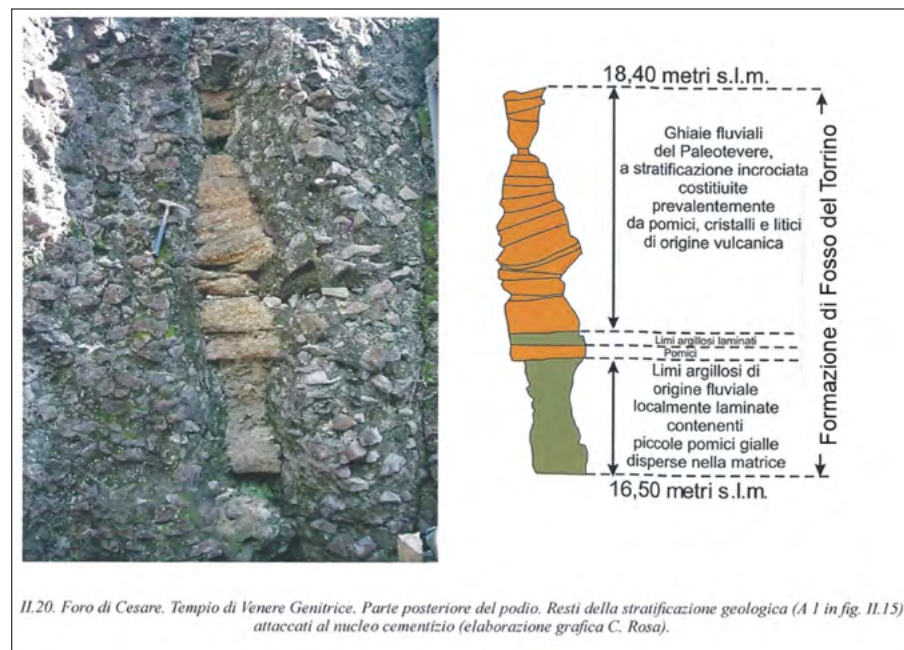 18,40 metri s.l.m.
Ghiaie fluviali
del Paleotevere,
a stratificazione incrociata
costitiuite
prevalentemente
da pomici, cristalli e litici
di origine vulcanica
Limi argillosi laminati
Pomici
Limi argillosi di
origine fluviale
localmente laminate
contenenti
piccole pomici gialle
disperse nella matrice
16,50 metri s.l.m.
Formazione di Fosso del Torrino
II.20. Foro di Cesare. Tempio di Venere Genitrice. Parte posteriore del podio. Resti della stratificazione geologica (A 1 in fig. II.15)
attaccati al nucleo cementizio (elaborazione grafica C. Rosa).